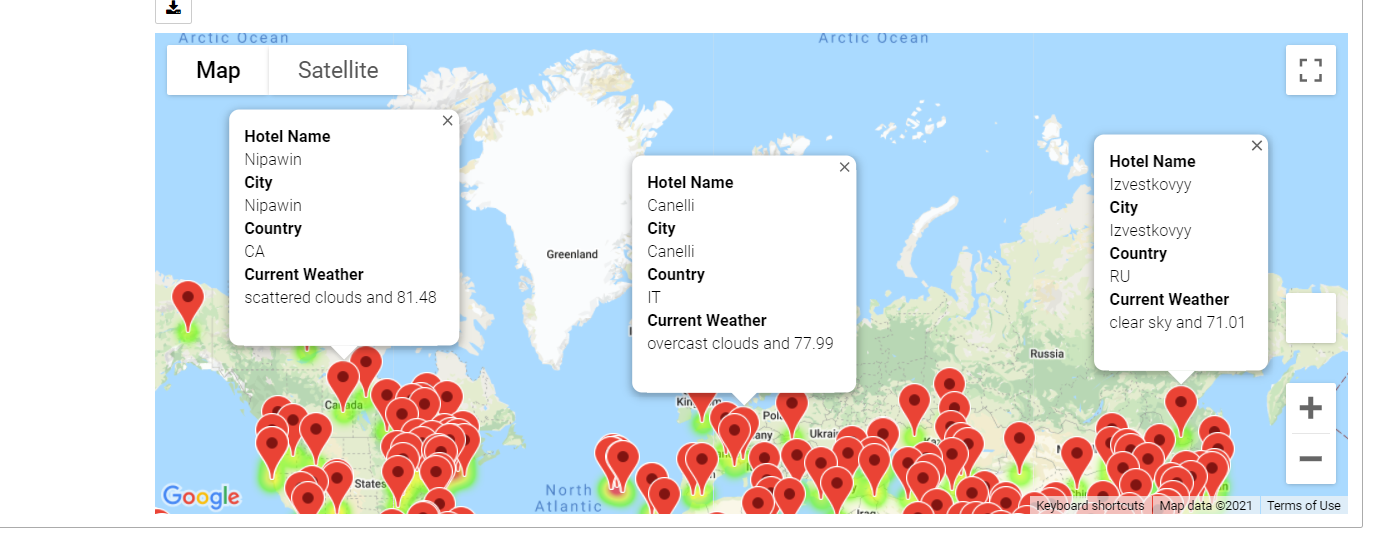 Arctic Ocean
Arctic Ocean
Map
Satellite
Hotel Name
Nipawin
City
Nipawin
Country
CA
Current Weather
scattered clouds and 81.48
Hotel Name
Canelli
City
Canelli
Country
IT
Current Weather
overcast clouds and 77.99
Hotel Name
Izvestkovyy
City
Izvestkovyy
Country
RU
Current Weather
clear sky and 71.01
Greenland
Russia
Canada
States
North
Atlantic
Google
Keyboard shortcuts
Map data ©2021
Terms of Use